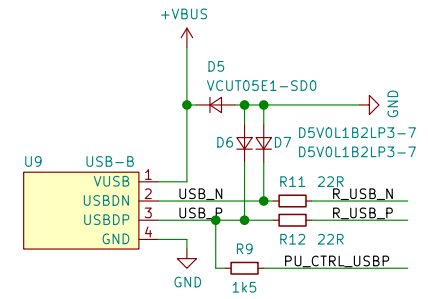 +VBUS
D5
VCUT05E1-SD0
GND
D6
D7
D5V0L1B2LP3-7
D5V0L1B2LP3-7
U9
USB-B
VUSB 1
USBDN 2
USBDP 3
GND 4
USB_N
USB_P
R11 22R
R_USB_N
R_USB_P
R12 22R
R9
1k5
PU_CTRL_USBP
GND